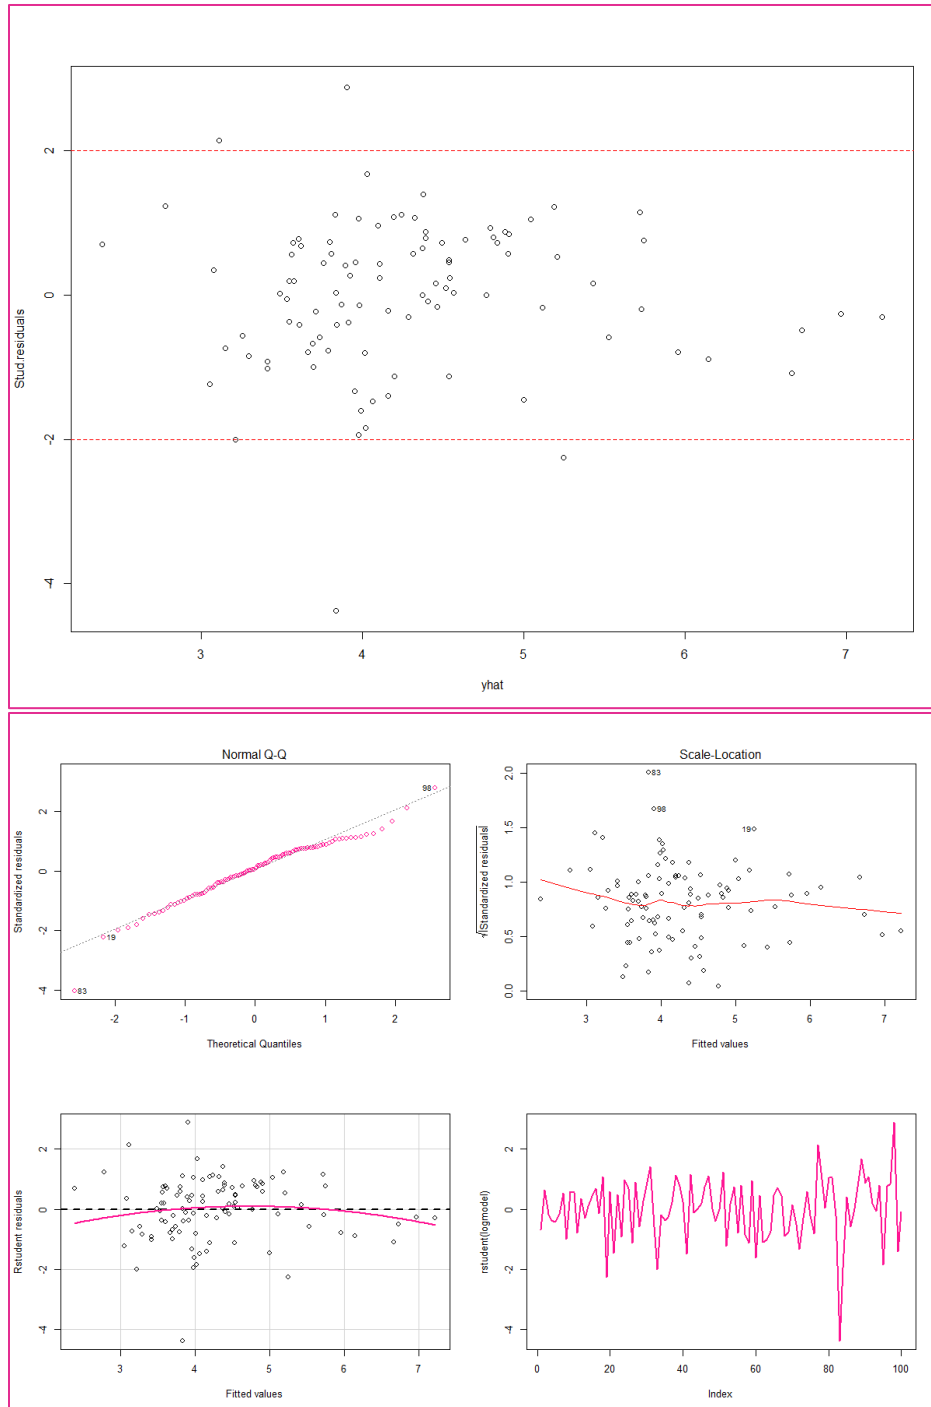 2
0
-2
-4
Stud.residuals
3 4 5 6 7
yhat
Normal Q-Q
2
0
-2
-4
Standardized residuals
98
19
83
-2 -1 0 1 2
Theoretical Quantiles
Scale-Location
2.0
1.5
1.0
0.5
0.0
√|Standardized residuals|
83
98
19
3 4 5 6 7
Fitted values
2
0
-2
-4
Rstudent residuals
3 4 5 6 7
Fitted values
2
0
-2
-4
rstudent(logmodel)
0 20 40 60 80 100
Index